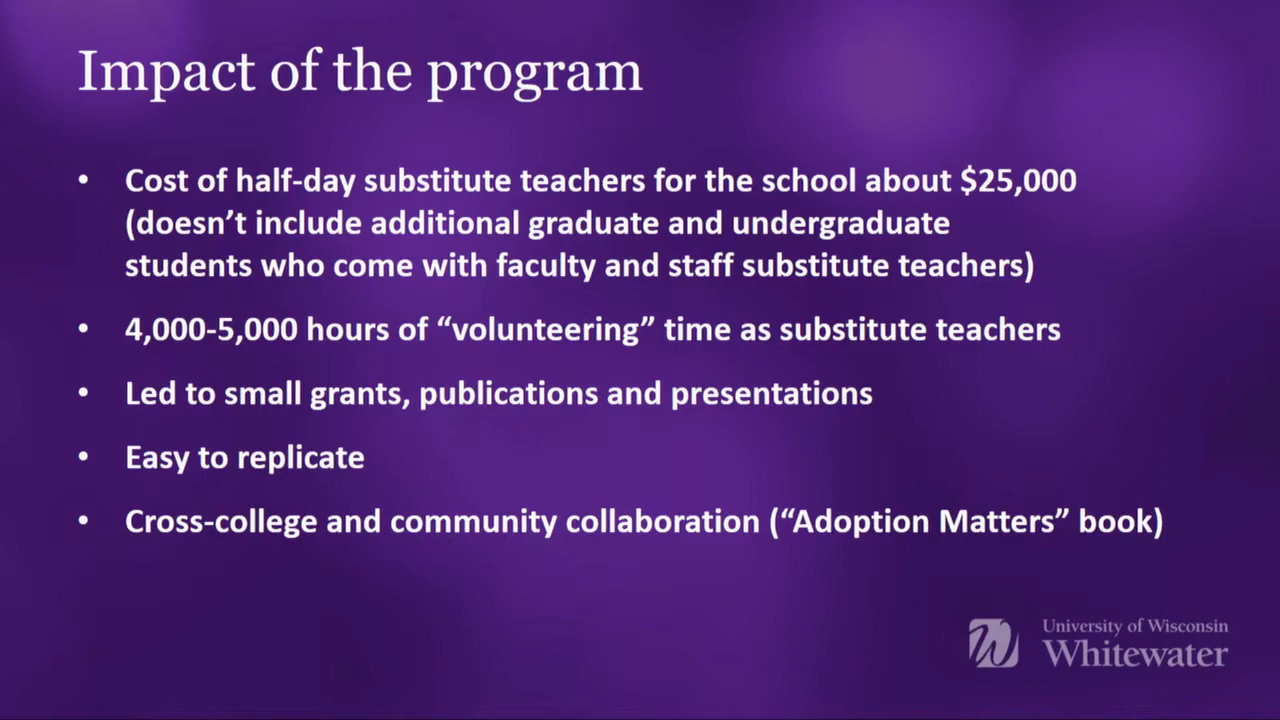 Impact of the program
• Cost of half-day substitute teachers for the school about $25,000
(doesn’t include additional graduate and undergraduate
students who come with faculty and staff substitute teachers)
• 4,000-5,000 hours of “volunteering” time as substitute teachers
• Led to small grants, publications and presentations
• Easy to replicate
• Cross-college and community collaboration (“Adoption Matters” book)
University of Wisconsin
Whitewater